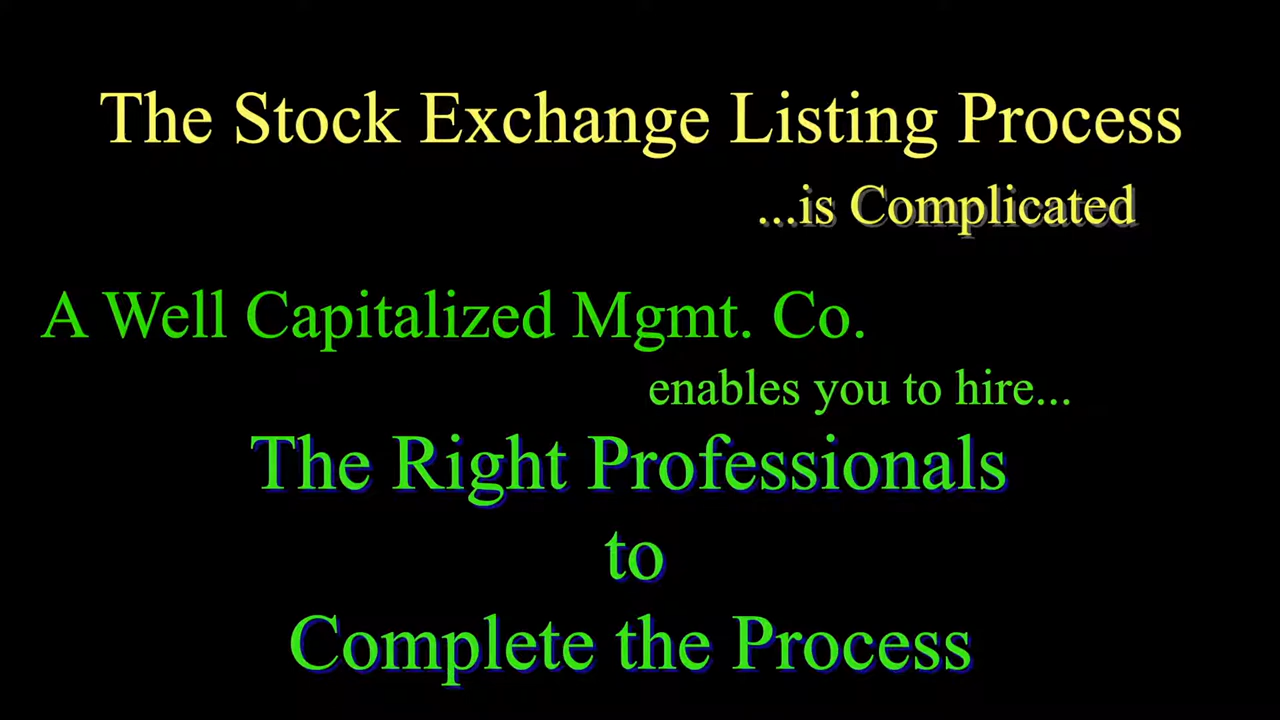 The Stock Exchange Listing Process
...is Complicated
A Well Capitalized Mgmt. Co.
enables you to hire...
The Right Professionals
to
Complete the Process